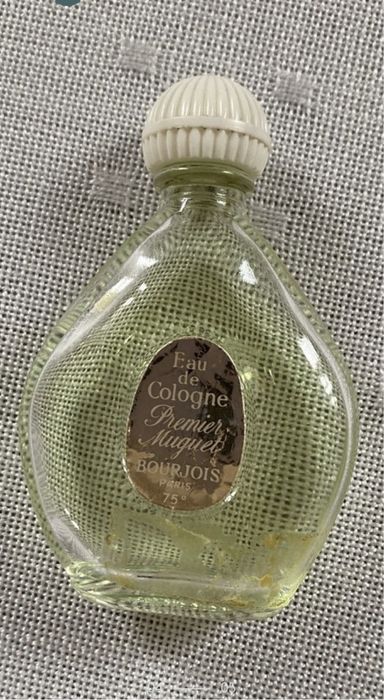 Eau
de
Cologne
Premier
Muguet
BOURJOIS
PARIS
75°